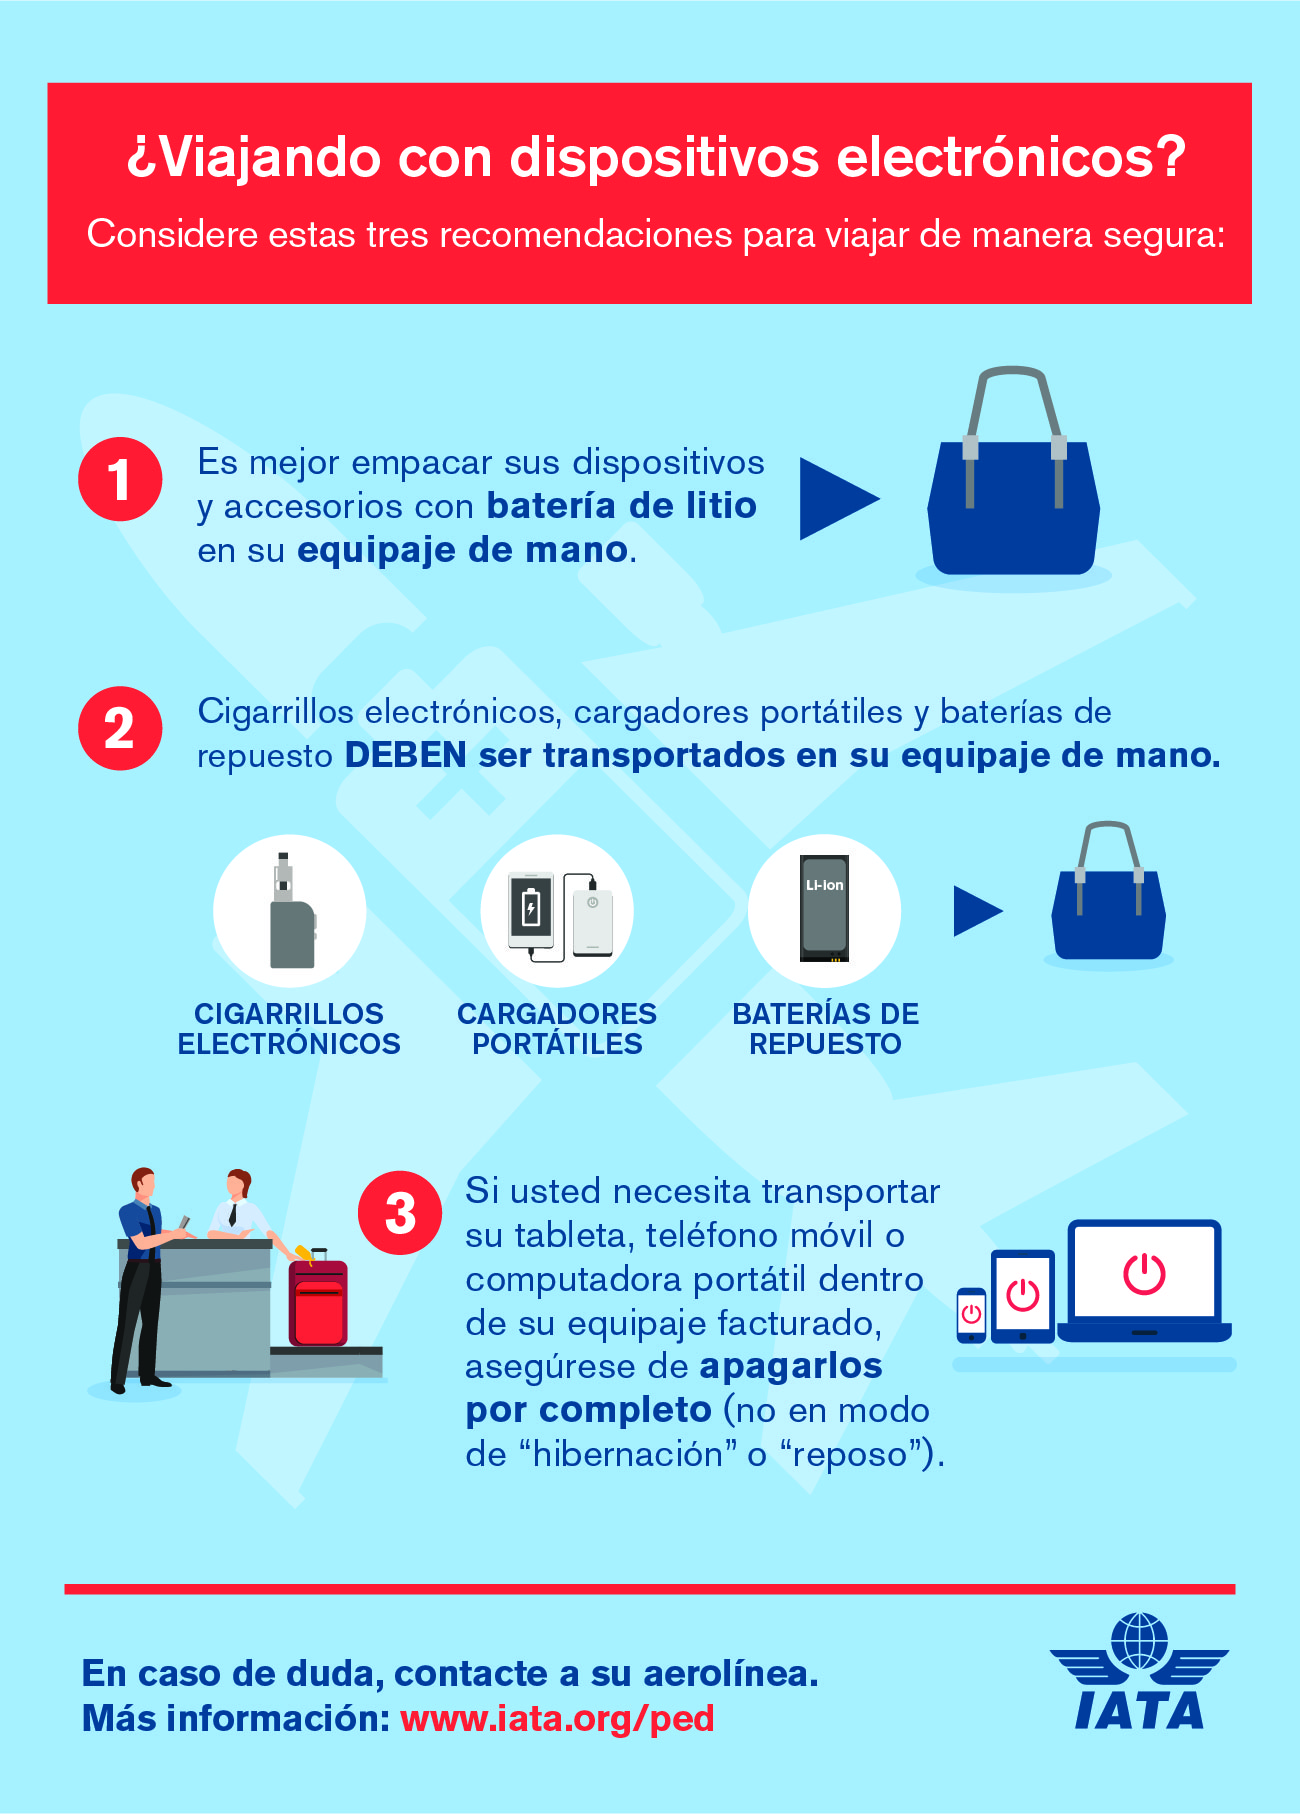 ¿Viajando con dispositivos electrónicos?
Considere estas tres recomendaciones para viajar de manera segura:
1
Es mejor empacar sus dispositivos
y accesorios con batería de litio
en su equipaje de mano.
2
Cigarrillos electrónicos, cargadores portátiles y baterías de
repuesto DEBEN ser transportados en su equipaje de mano.
Li-ion
CIGARRILLOS
ELECTRÓNICOS
CARGADORES
PORTÁTILES
BATERÍAS DE
REPUESTO
3
Si usted necesita transportar
su tableta, teléfono móvil o
computadora portátil dentro
de su equipaje facturado,
asegúrese de apagarlos
por completo (no en modo
de “hibernación” o “reposo”).
En caso de duda, contacte a su aerolínea.
Más información: www.iata.org/ped
IATA